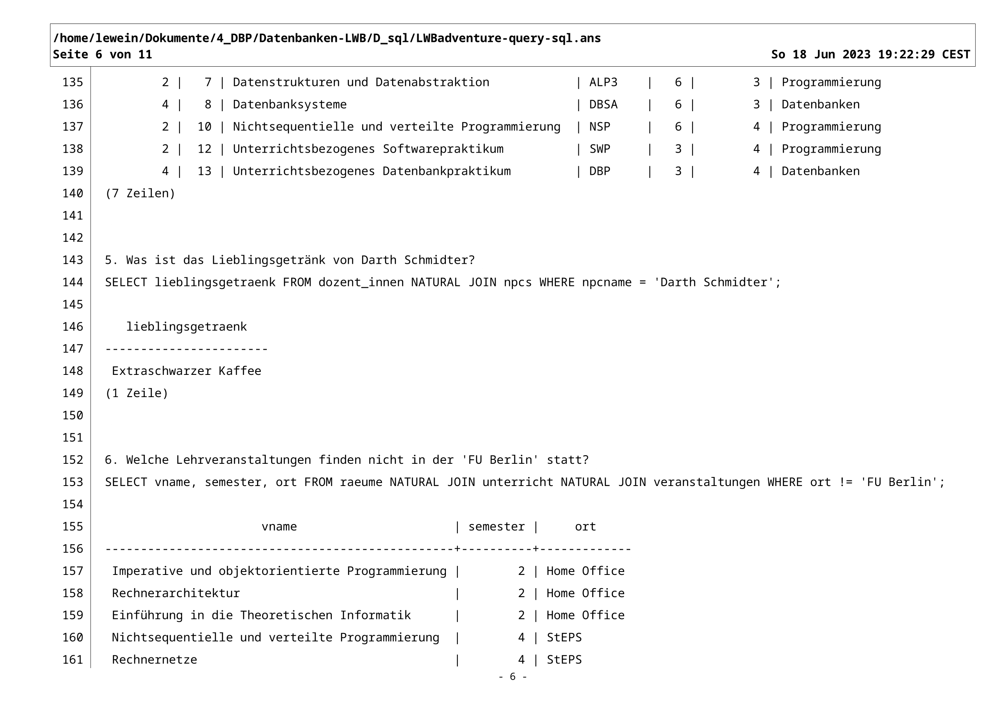 /home/lewein/Dokumente/4_DBP/Datenbanken-LWB/D_sql/LWBadventure-query-sql.ans
Seite 6 von 11 So 18 Jun 2023 19:22:29 CEST
135         2 |   7 | Datenstrukturen und Datenabstraktion            | ALP3    |   6 |        3 | Programmierung
136         4 |   8 | Datenbanksysteme                                | DBSA    |   6 |        3 | Datenbanken
137         2 |  10 | Nichtsequentielle und verteilte Programmierung  | NSP     |   6 |        4 | Programmierung
138         2 |  12 | Unterrichtsbezogenes Softwarepraktikum          | SWP     |   3 |        4 | Programmierung
139         4 |  13 | Unterrichtsbezogenes Datenbankpraktikum         | DBP     |   3 |        4 | Datenbanken
140 (7 Zeilen)
141
142
143 5. Was ist das Lieblingsgetränk von Darth Schmidter?
144 SELECT lieblingsgetraenk FROM dozent_innen NATURAL JOIN npcs WHERE npcname = 'Darth Schmidter';
145
146    lieblingsgetraenk
147 -----------------------
148  Extraschwarzer Kaffee
149 (1 Zeile)
150
151
152 6. Welche Lehrveranstaltungen finden nicht in der 'FU Berlin' statt?
153 SELECT vname, semester, ort FROM raeume NATURAL JOIN unterricht NATURAL JOIN veranstaltungen WHERE ort != 'FU Berlin';
154
155                       vname                      | semester |     ort
156 -------------------------------------------------+----------+-------------
157  Imperative und objektorientierte Programmierung |        2 | Home Office
158  Rechnerarchitektur                              |        2 | Home Office
159  Einführung in die Theoretischen Informatik      |        2 | Home Office
160  Nichtsequentielle und verteilte Programmierung  |        4 | StEPS
161  Rechnernetze                                    |        4 | StEPS
- 6 -